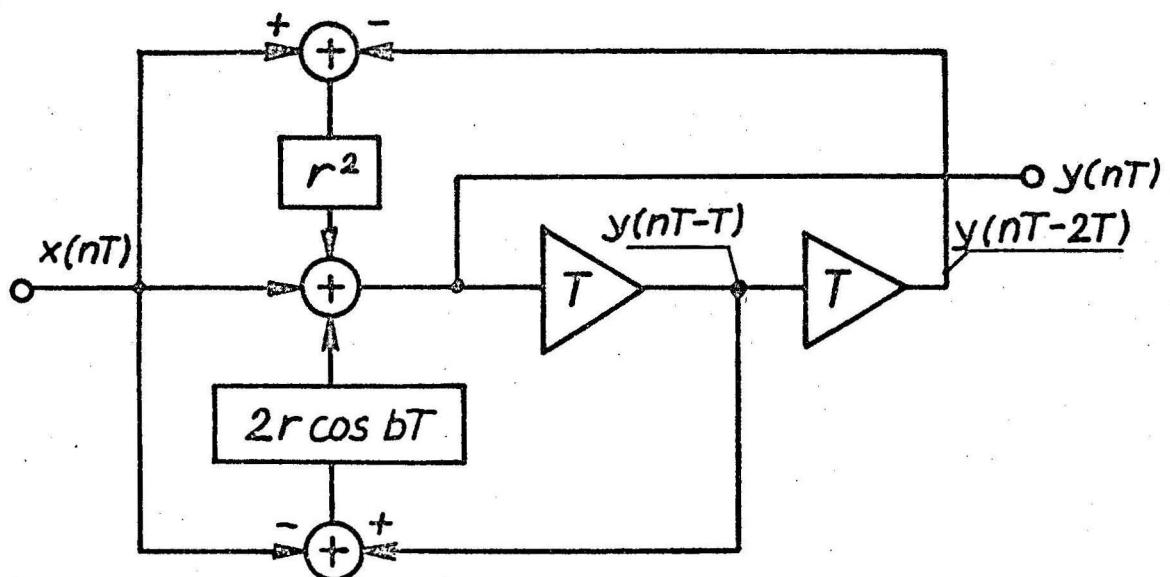 + -
+
r²
y(nT)
y(nT-T)
y(nT-2T)
x(nT)
+
T
T
2r cos bT
- +
+